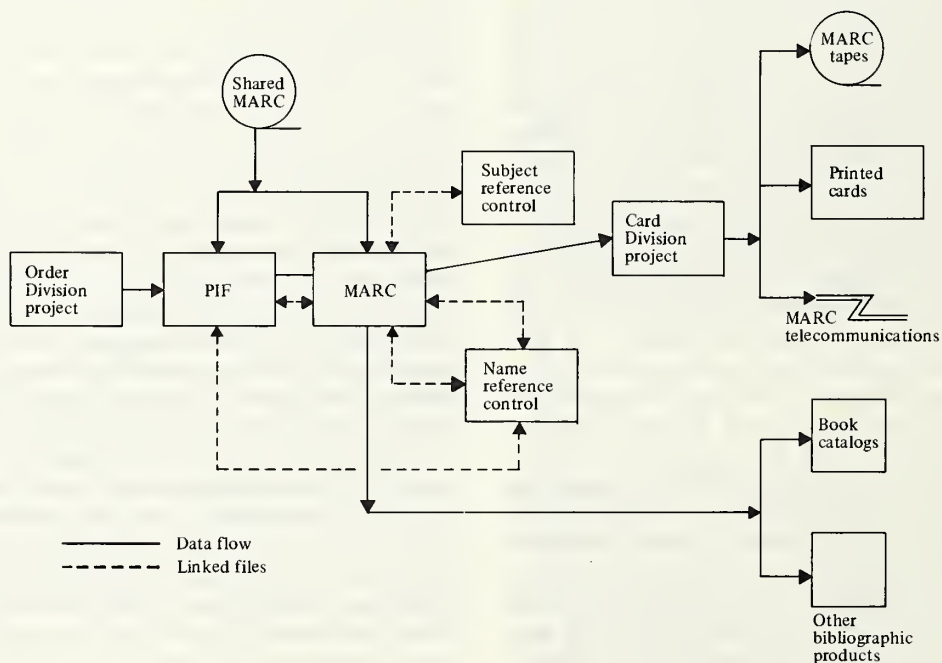 MARC
tapes
Shared
MARC
Subject
reference
control
Printed
cards
Card
Division
project
Order
Division
project
PIF
MARC
MARC
telecommunications
Name
reference
control
Book
catalogs
Data flow
Linked files
Other
bibliographic
products